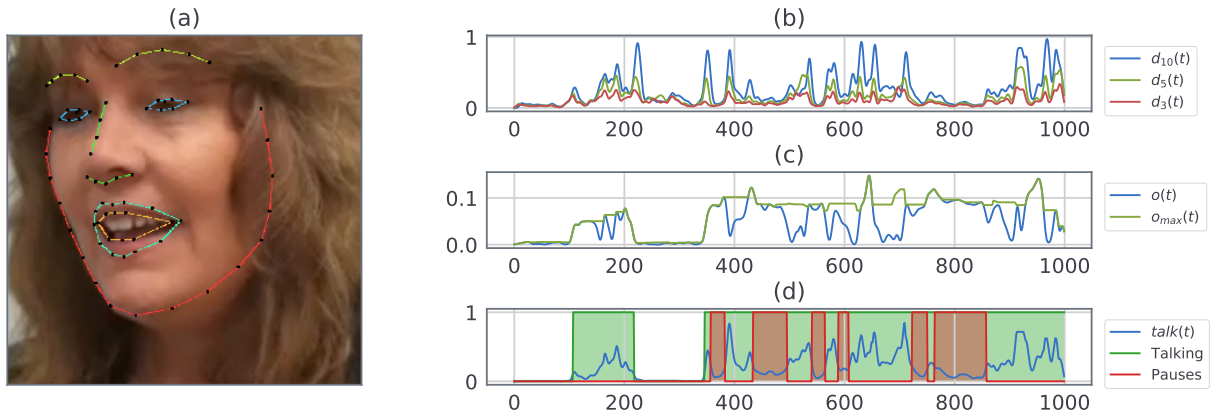 (a)
(b)
1
0
0 200 400 600 800 1000
d₁₀(t)
d₅(t)
d₃(t)
(c)
0.1
0.0
0 200 400 600 800 1000
o(t)
oₘₐₓ(t)
(d)
1
0
0 200 400 600 800 1000
talk(t)
Talking
Pauses